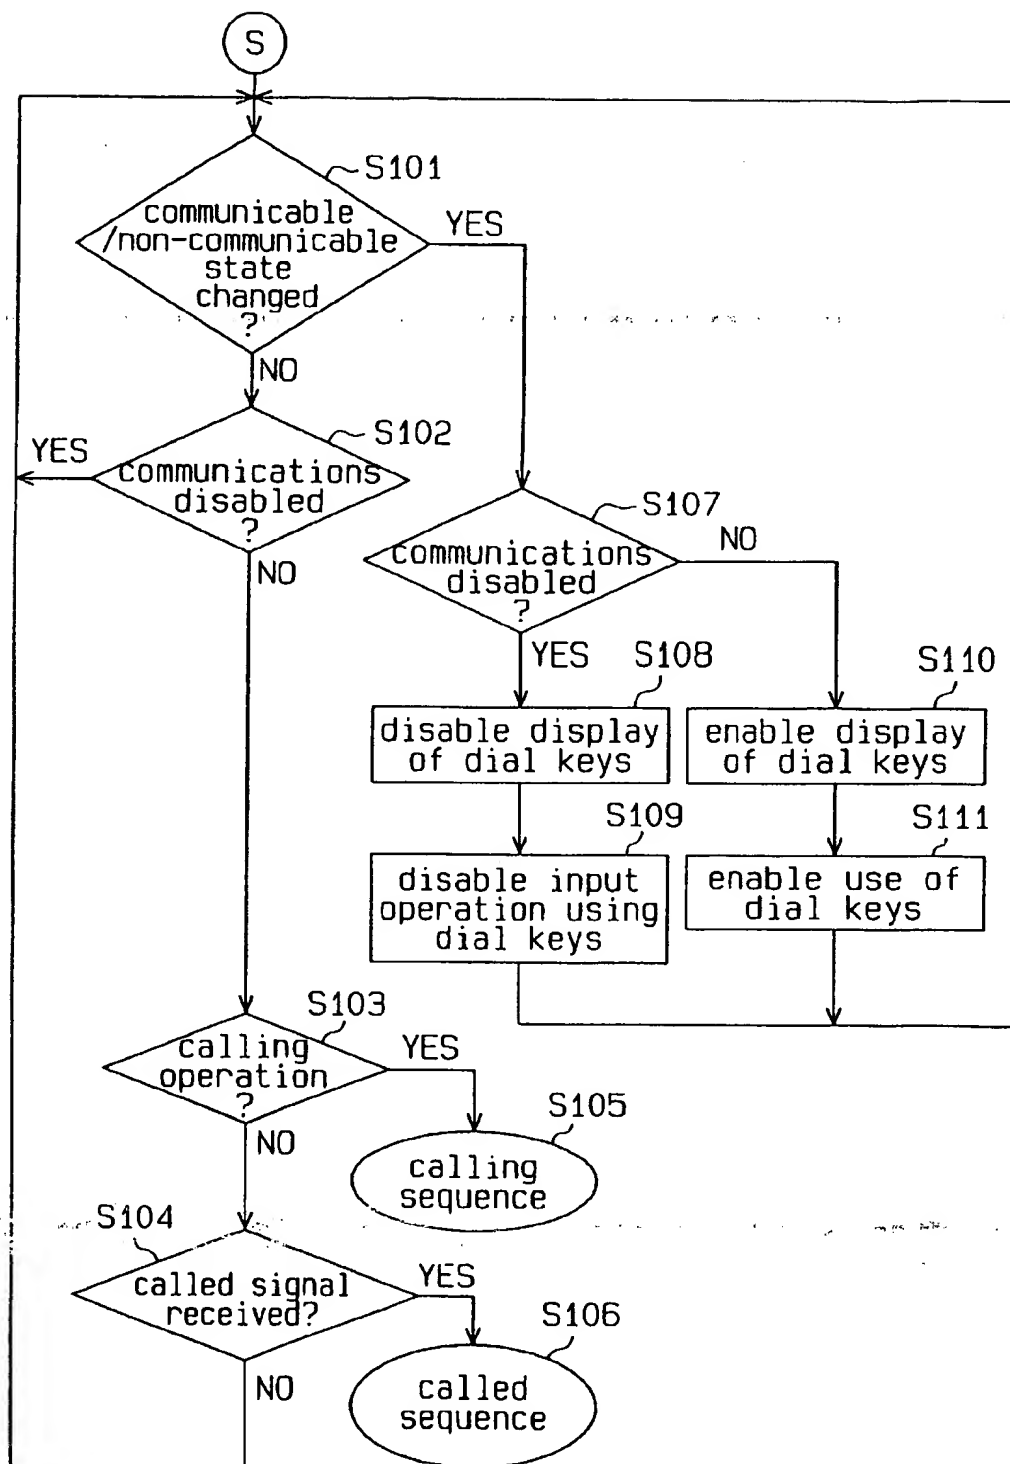 S
S101
communicable
/non-communicable
state
changed
?
YES
NO
S102
YES
communications
disabled
?
NO
S107
communications
disabled
?
NO
YES
S108
disable display
of dial keys
S110
enable display
of dial keys
S109
disable input
operation using
dial keys
S111
enable use of
dial keys
S103
calling
operation
?
YES
NO
S105
calling
sequence
S104
called signal
received?
YES
NO
S106
called
sequence